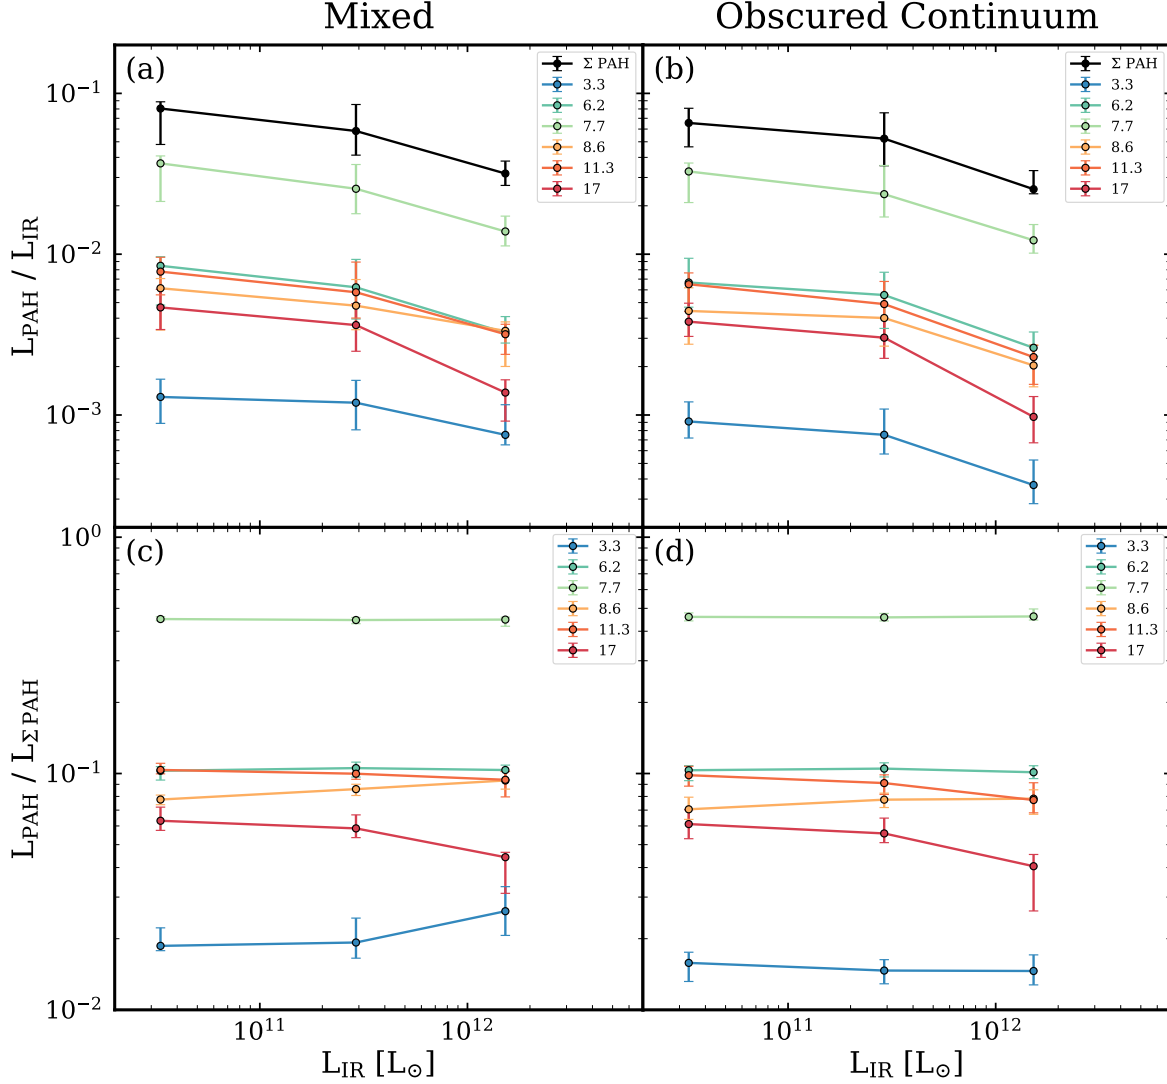 Mixed
Obscured Continuum
(a)
Σ PAH
3.3
6.2
7.7
8.6
11.3
17
(b)
Σ PAH
3.3
6.2
7.7
8.6
11.3
17
10⁻¹
10⁻²
10⁻³
L_PAH / L_IR
(c)
3.3
6.2
7.7
8.6
11.3
17
(d)
3.3
6.2
7.7
8.6
11.3
17
10⁰
10⁻¹
10⁻²
L_PAH / L_ΣPAH
10¹¹
10¹²
10¹¹
10¹²
L_IR [L_⊙]
L_IR [L_⊙]